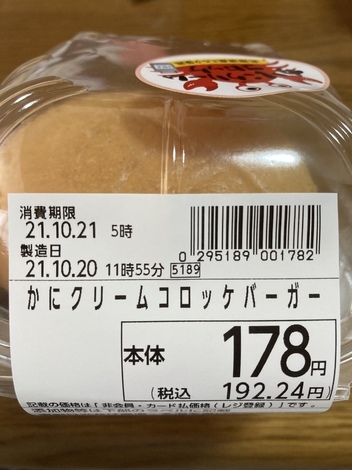 消費期限
21.10.21 5時
製造日
21.10.20 11時55分 5189
0 295189 001782
かにクリームコロッケバーガー
本体 178円
(税込 192.24円)
記載の価格は「非会員・カード払価格(レジ登録)」です。